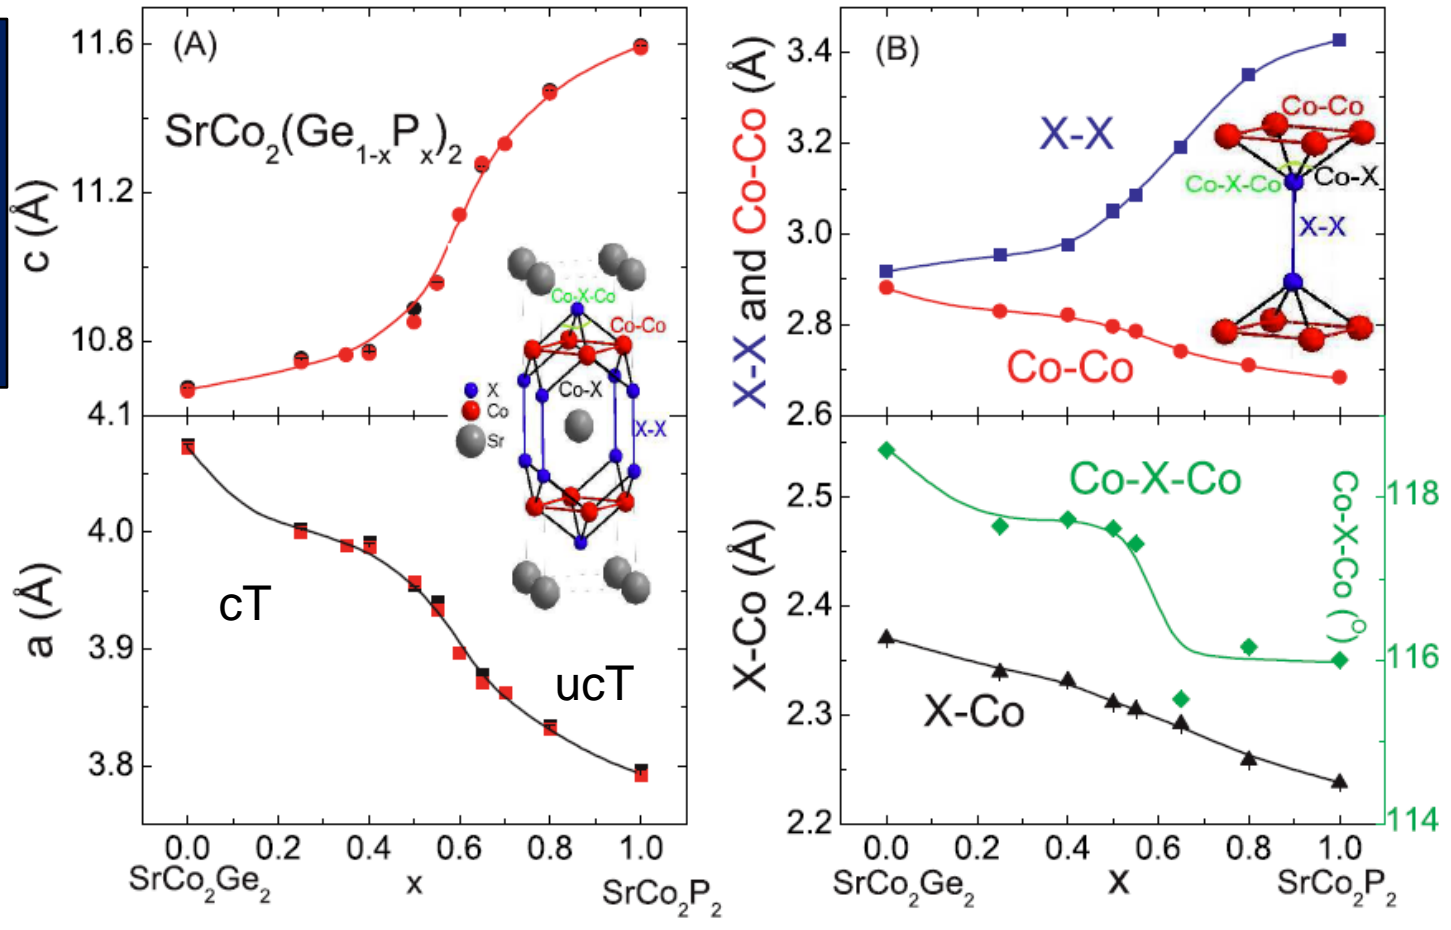 (A)
SrCo2(Ge1-xPx)2
c (Å)
11.6
11.2
10.8
Co-X-Co
Co-Co
Co-X
X
Co
Sr
X-X
4.1
4.0
3.9
3.8
a (Å)
cT
ucT
0.0 0.2 0.4 0.6 0.8 1.0
SrCo2Ge2
x
SrCo2P2
(B)
X-X and Co-Co (Å)
3.4
3.2
3.0
2.8
2.6
X-X
Co-Co
Co-Co
Co-X-Co
Co-X
X-X
X-Co (Å)
2.5
2.4
2.3
2.2
Co-X-Co
X-Co
Co-X-Co (O)
118
116
114
0.0 0.2 0.4 0.6 0.8 1.0
SrCo2Ge2
X
SrCo2P2